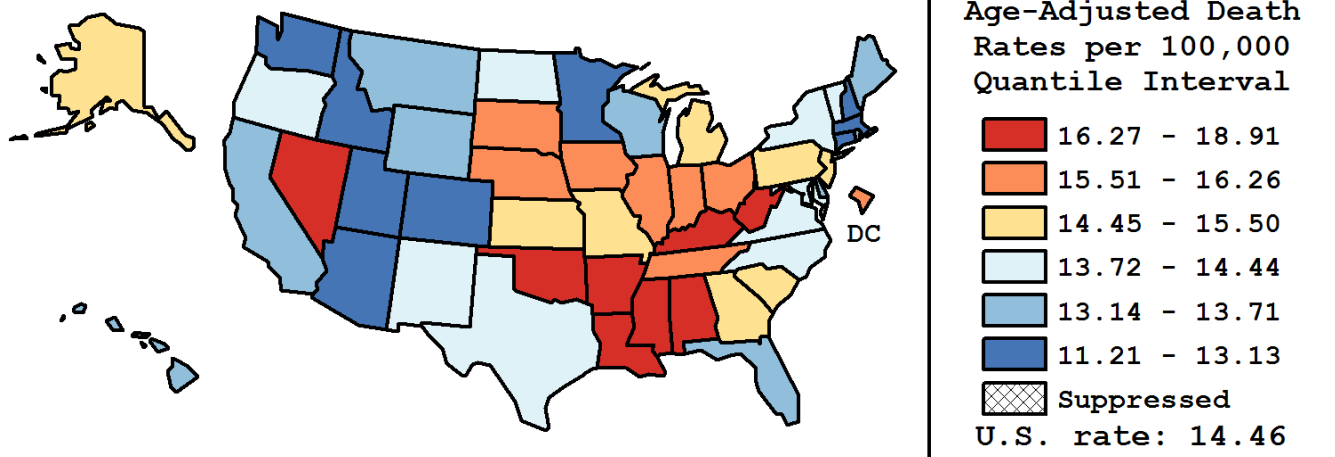 Age-Adjusted Death
Rates per 100,000
Quantile Interval
16.27 - 18.91
15.51 - 16.26
14.45 - 15.50
13.72 - 14.44
13.14 - 13.71
11.21 - 13.13
Suppressed
U.S. rate: 14.46
DC